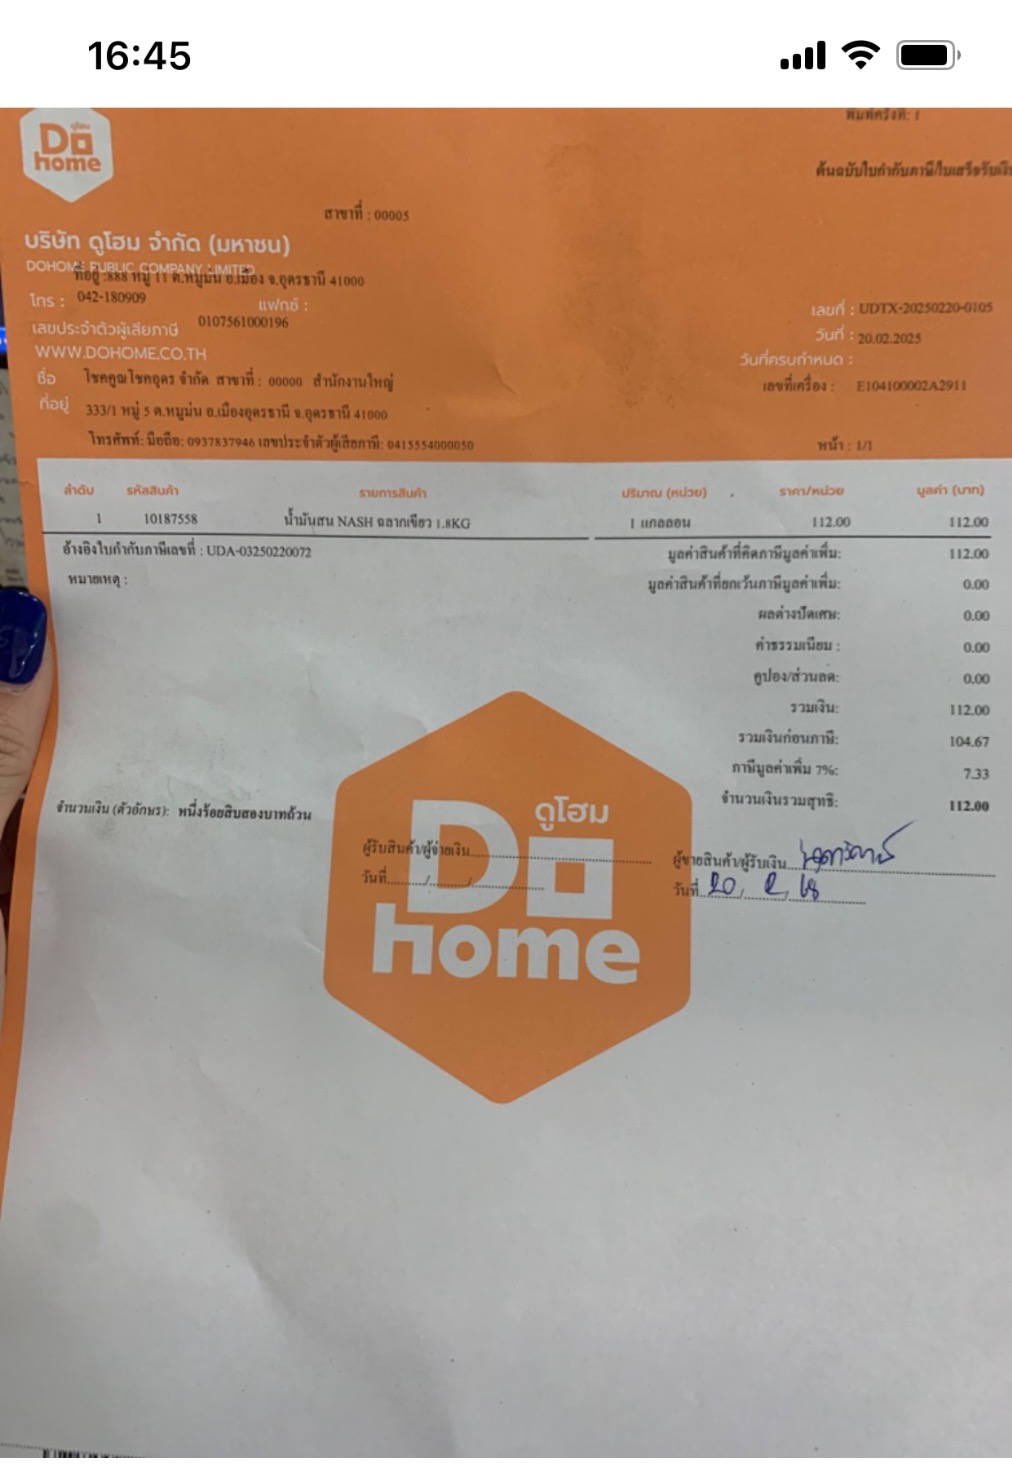 16:45
ดูโฮม
Do
home
พิมพ์ครั้งที่: 1
ต้นฉบับใบกำกับภาษี/ใบเสร็จรับเงิน
สาขาที่ : 00005
บริษัท ดูโฮม จำกัด (มหาชน)
DOHOME PUBLIC COMPANY LIMITED
ที่อยู่ :888 หมู่ 11 ต.หมูม่น อ.เมือง จ.อุดรธานี 41000
โทร : 042-180909 แฟกซ์ :
เลขประจำตัวผู้เสียภาษี 0107561000196
WWW.DOHOME.CO.TH
เลขที่ : UDTX-20250220-0105
วันที่ : 20.02.2025
วันที่ครบกำหนด :
เลขที่เครื่อง : E104100002A2911
ชื่อ โชคคูณโชคอุดร จำกัด สาขาที่ : 00000 สำนักงานใหญ่
ที่อยู่ 333/1 หมู่ 5 ต.หมูม่น อ.เมืองอุดรธานี จ.อุดรธานี 41000
โทรศัพท์: มือถือ: 0937837946 เลขประจำตัวผู้เสียภาษี: 0415554000050
หน้า : 1/1
ลำดับ รหัสสินค้า รายการสินค้า ปริมาณ (หน่วย) ราคา/หน่วย มูลค่า (บาท)
1 10187558 น้ำมันสน NASH ฉลากเขียว 1.8KG 1 แกลลอน 112.00 112.00
อ้างอิงใบกำกับภาษีเลขที่ : UDA-03250220072
หมายเหตุ :
มูลค่าสินค้าที่คิดภาษีมูลค่าเพิ่ม: 112.00
มูลค่าสินค้าที่ยกเว้นภาษีมูลค่าเพิ่ม: 0.00
ผลต่างปัดเศษ: 0.00
ค่าธรรมเนียม : 0.00
คูปอง/ส่วนลด: 0.00
รวมเงิน: 112.00
รวมเงินก่อนภาษี: 104.67
ภาษีมูลค่าเพิ่ม 7%: 7.33
จำนวนเงินรวมสุทธิ: 112.00
จำนวนเงิน (ตัวอักษร): หนึ่งร้อยสิบสองบาทถ้วน
ดูโฮม
Do
home
ผู้รับสินค้า/ผู้จ่ายเงิน
วันที่ / /
ผู้ขายสินค้า/ผู้รับเงิน
วันที่ 20 / 2 / 68